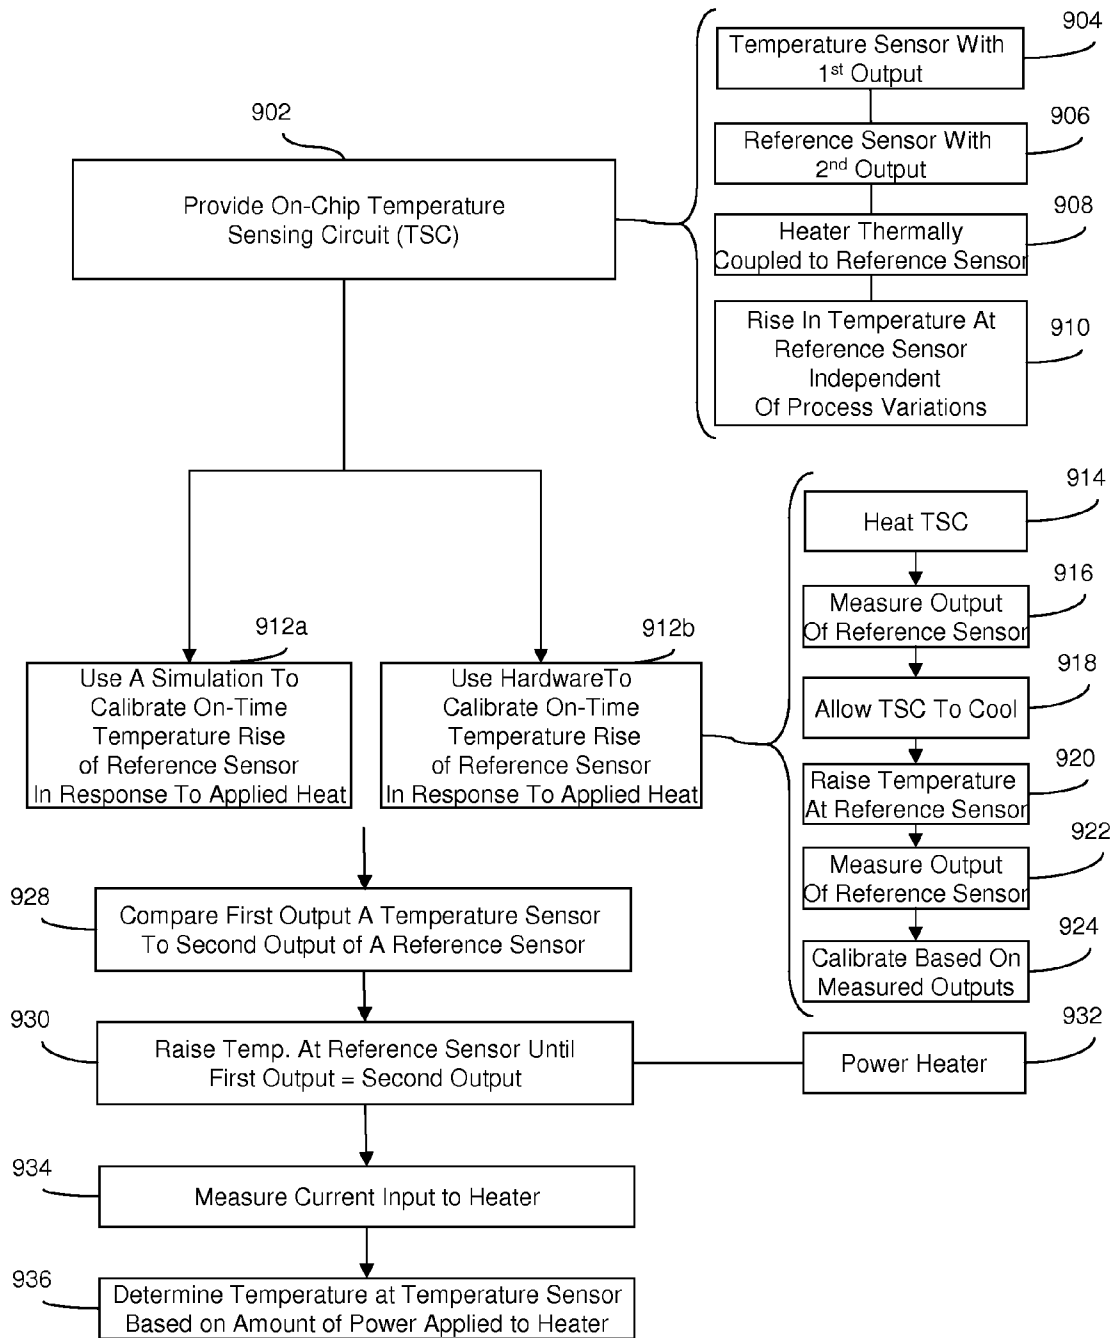 904
Temperature Sensor With
1st Output
902
906
Reference Sensor With
2nd Output
Provide On-Chip Temperature
Sensing Circuit (TSC)
908
Heater Thermally
Coupled to Reference Sensor
910
Rise In Temperature At
Reference Sensor
Independent
Of Process Variations
914
Heat TSC
916
Measure Output
Of Reference Sensor
912a
912b
918
Use A Simulation To
Calibrate On-Time
Temperature Rise
of Reference Sensor
In Response To Applied Heat
Use HardwareTo
Calibrate On-Time
Temperature Rise
of Reference Sensor
In Response To Applied Heat
Allow TSC To Cool
920
Raise Temperature
At Reference Sensor
922
Measure Output
Of Reference Sensor
928
Compare First Output A Temperature Sensor
To Second Output of A Reference Sensor
924
Calibrate Based On
Measured Outputs
930
Raise Temp. At Reference Sensor Until
First Output = Second Output
932
Power Heater
934
Measure Current Input to Heater
936
Determine Temperature at Temperature Sensor
Based on Amount of Power Applied to Heater